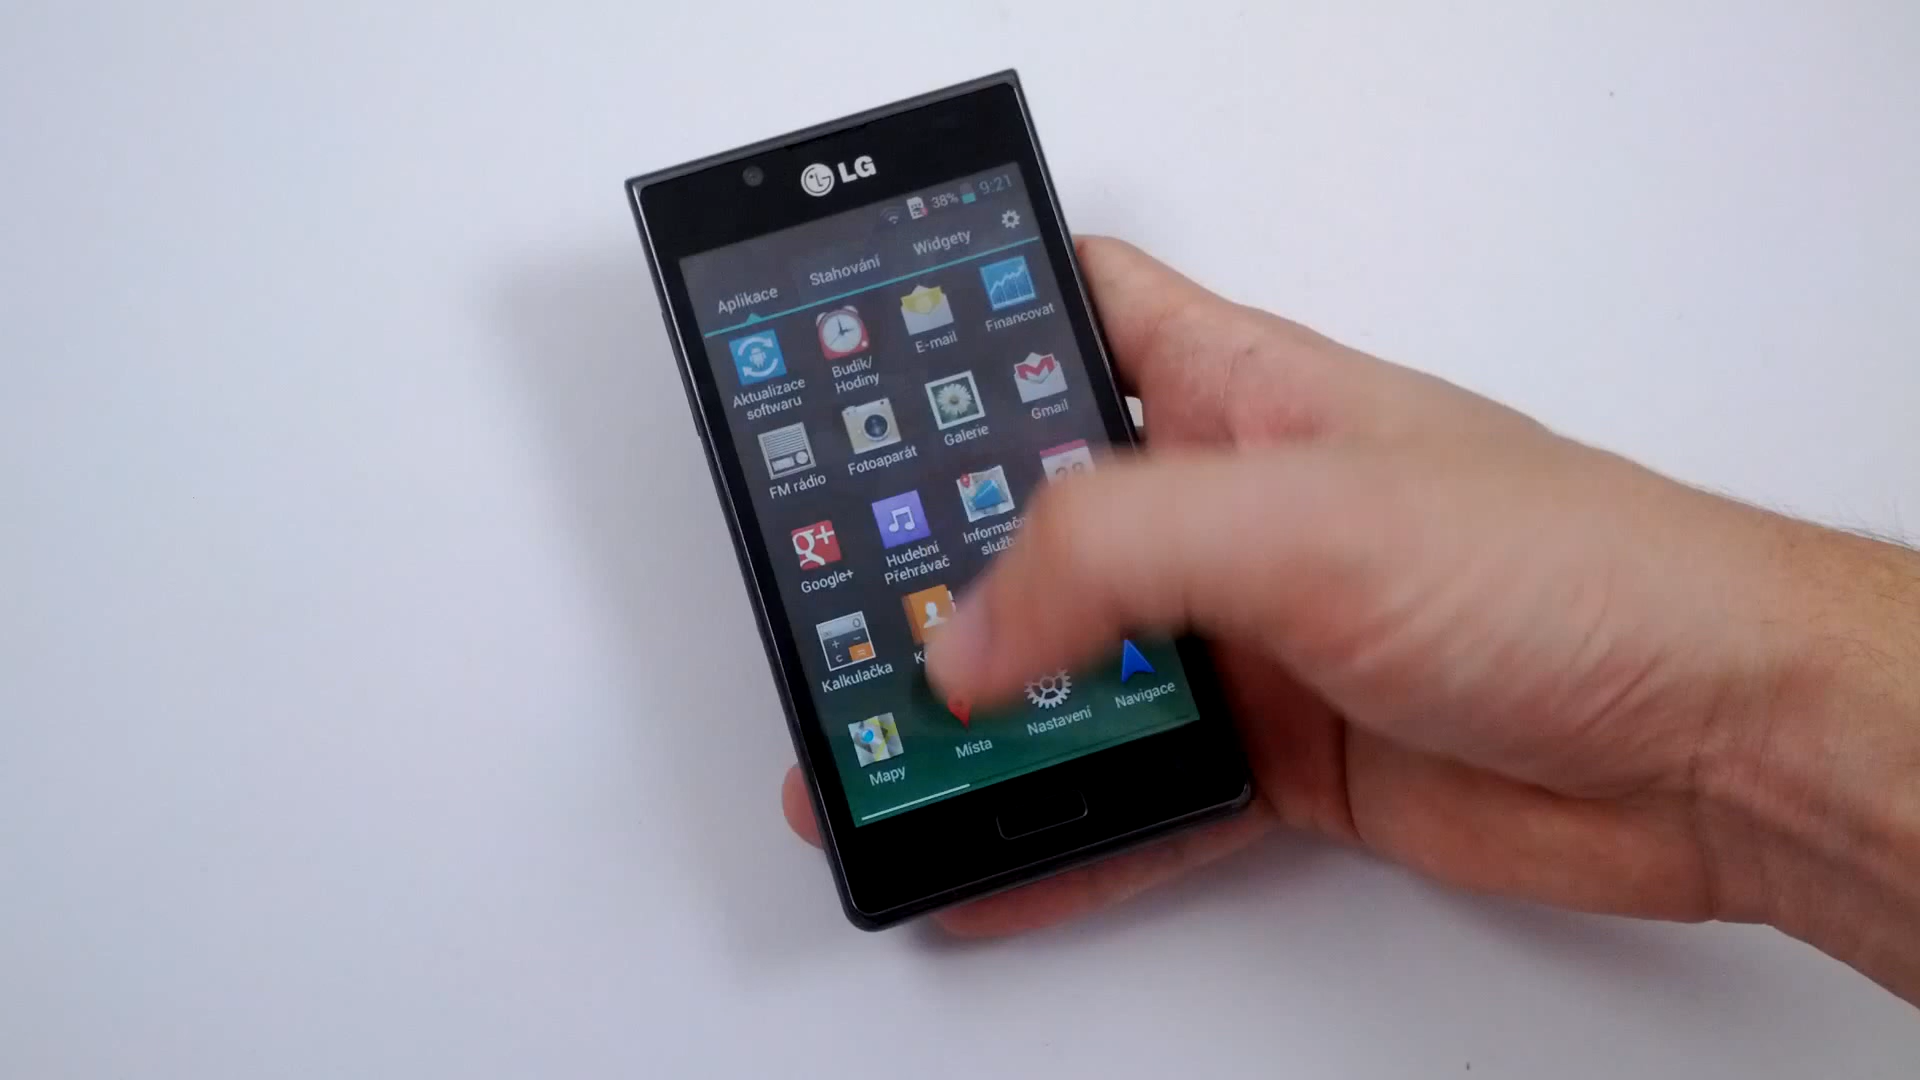 LG
38% 9:21
Aplikace Stahování Widgety
Aktualizace
softwaru
Budík/
Hodiny
E-mail
Financovat
FM rádio
Fotoaparát
Galerie
Gmail
28
g+
Google+
Hudební
Přehrávač
Kalkulačka
Mapy
Místa
Nastavení
Navigace